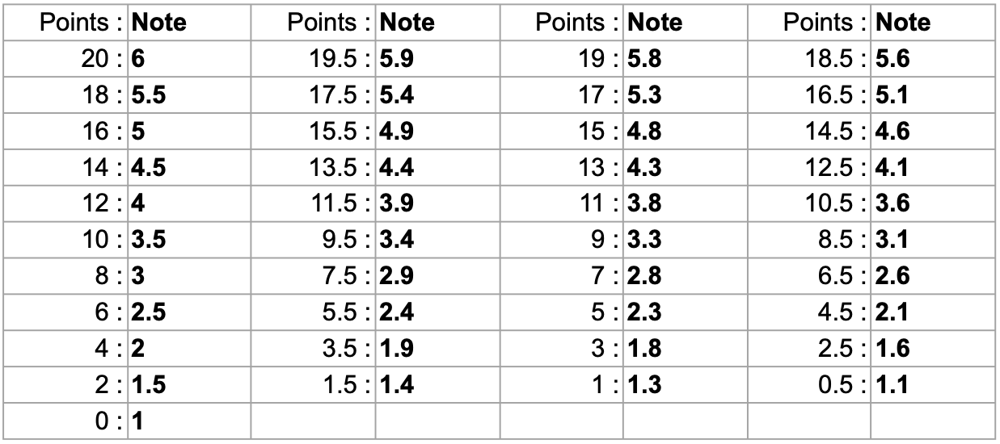 Points : Note Points : Note Points : Note Points : Note
20 : 6 19.5 : 5.9 19 : 5.8 18.5 : 5.6
18 : 5.5 17.5 : 5.4 17 : 5.3 16.5 : 5.1
16 : 5 15.5 : 4.9 15 : 4.8 14.5 : 4.6
14 : 4.5 13.5 : 4.4 13 : 4.3 12.5 : 4.1
12 : 4 11.5 : 3.9 11 : 3.8 10.5 : 3.6
10 : 3.5 9.5 : 3.4 9 : 3.3 8.5 : 3.1
8 : 3 7.5 : 2.9 7 : 2.8 6.5 : 2.6
6 : 2.5 5.5 : 2.4 5 : 2.3 4.5 : 2.1
4 : 2 3.5 : 1.9 3 : 1.8 2.5 : 1.6
2 : 1.5 1.5 : 1.4 1 : 1.3 0.5 : 1.1
0 : 1